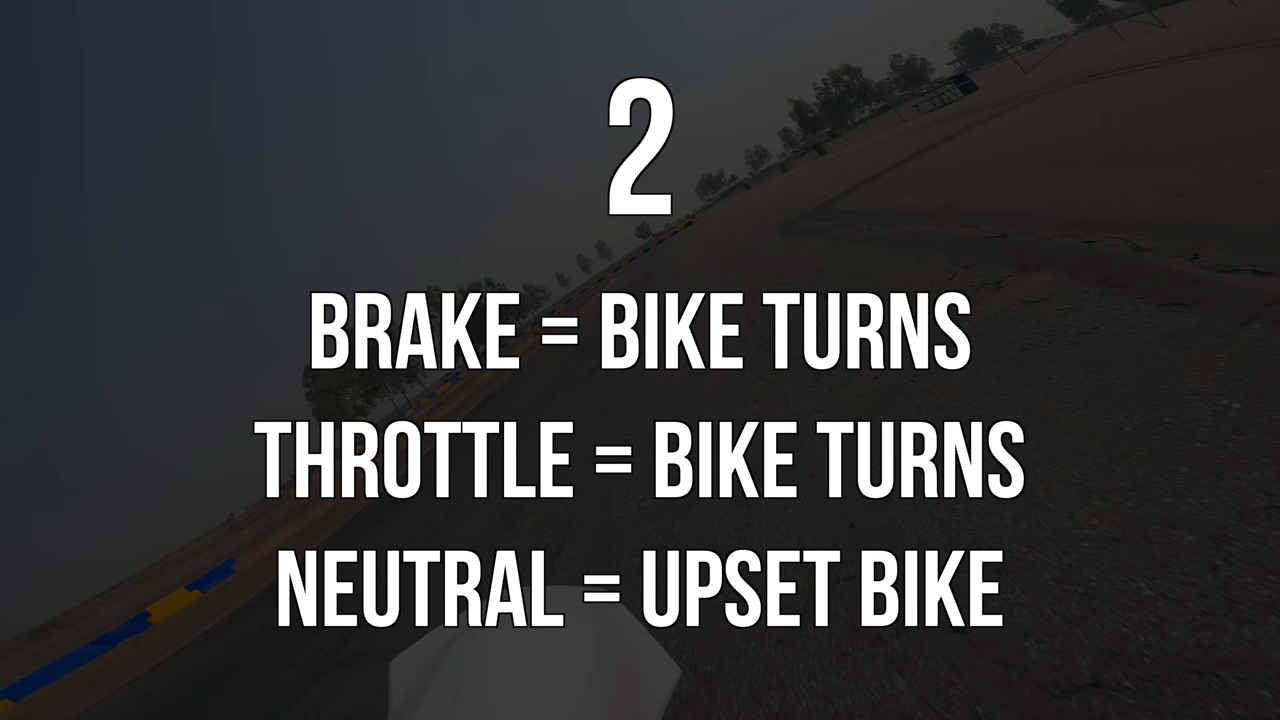 2
BRAKE = BIKE TURNS
THROTTLE = BIKE TURNS
NEUTRAL = UPSET BIKE